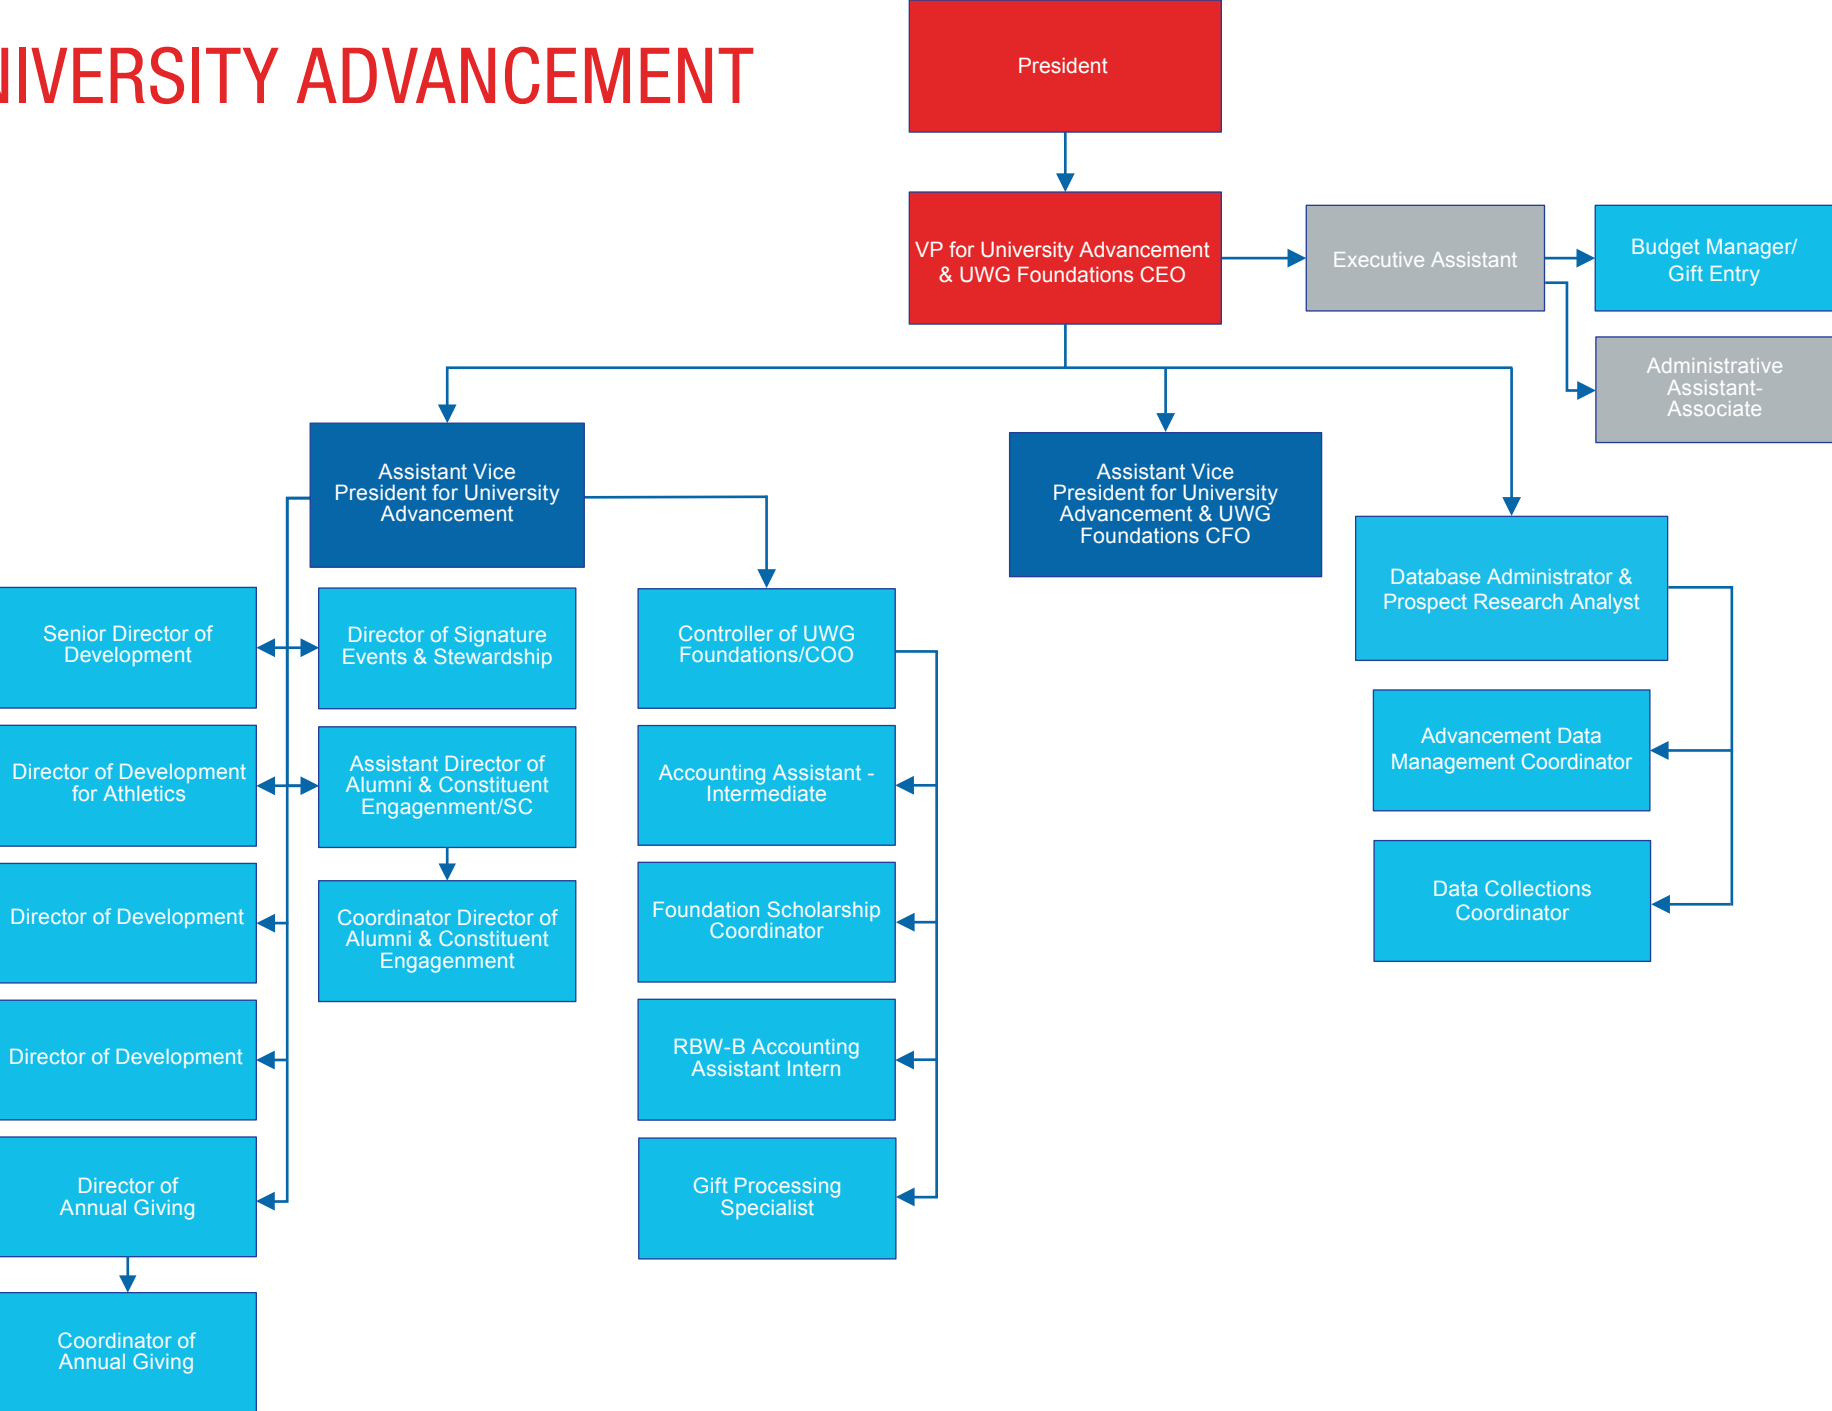 NIVERSITY ADVANCEMENT
President
VP for University Advancement
& UWG Foundations CEO
Executive Assistant
Budget Manager/
Gift Entry
Administrative
Assistant-
Associate
Assistant Vice
President for University
Advancement
Assistant Vice
President for University
Advancement & UWG
Foundations CFO
Database Administrator &
Prospect Research Analyst
Senior Director of
Development
Director of Signature
Events & Stewardship
Controller of UWG
Foundations/COO
Advancement Data
Management Coordinator
Director of Development
for Athletics
Assistant Director of
Alumni & Constituent
Engagenment/SC
Accounting Assistant -
Intermediate
Data Collections
Coordinator
Director of Development
Coordinator Director of
Alumni & Constituent
Engagenment
Foundation Scholarship
Coordinator
Director of Development
RBW-B Accounting
Assistant Intern
Director of
Annual Giving
Gift Processing
Specialist
Coordinator of
Annual Giving